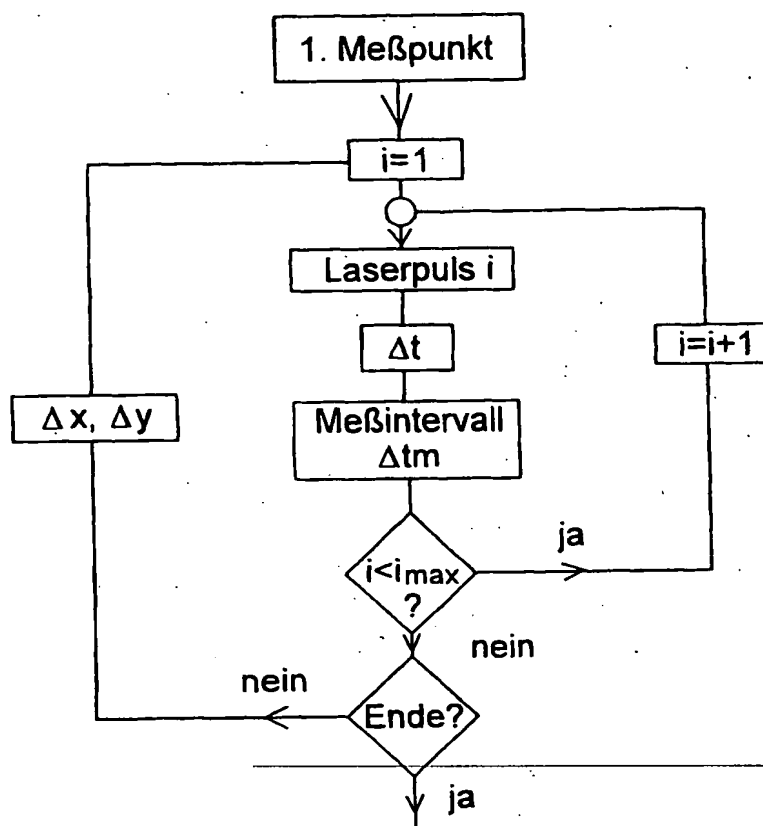 1. Meßpunkt
i=1
Laserpuls i
Δt
i=i+1
Δx, Δy
Meßintervall
Δtm
ja
i<imax
?
nein
nein
Ende?
ja